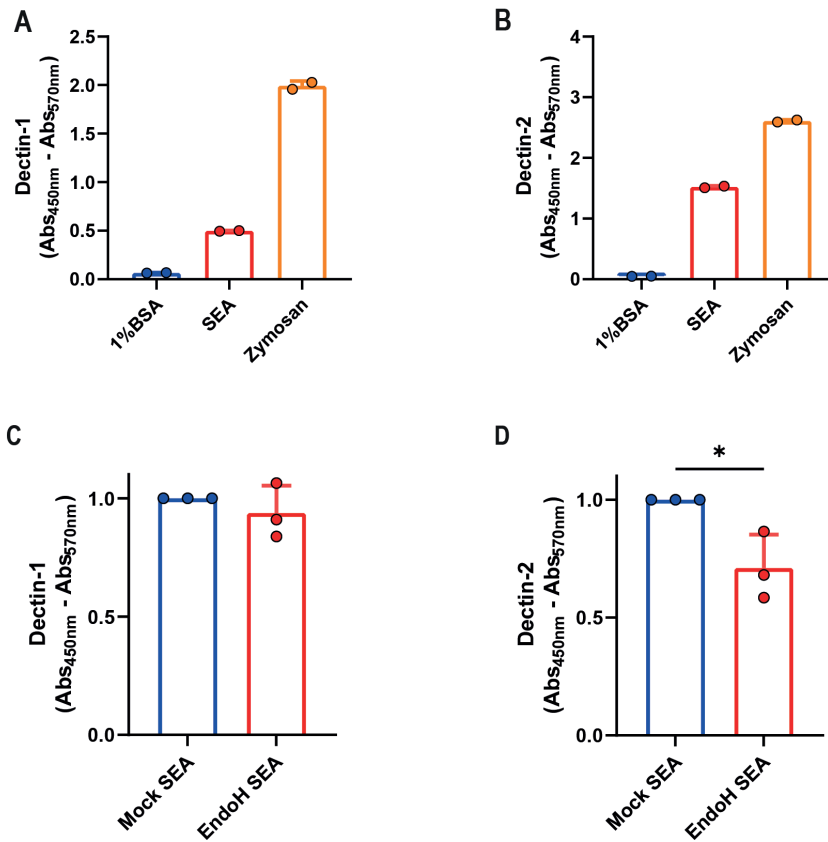 A
Dectin-1
(Abs450nm - Abs570nm)
2.5
2.0
1.5
1.0
0.5
0.0
1%BSA
SEA
Zymosan
B
Dectin-2
(Abs450nm - Abs570nm)
4
3
2
1
0
1%BSA
SEA
Zymosan
C
Dectin-1
(Abs450nm - Abs570nm)
1.0
0.5
0.0
Mock SEA
EndoH SEA
D
*
Dectin-2
(Abs450nm - Abs570nm)
1.0
0.5
0.0
Mock SEA
EndoH SEA